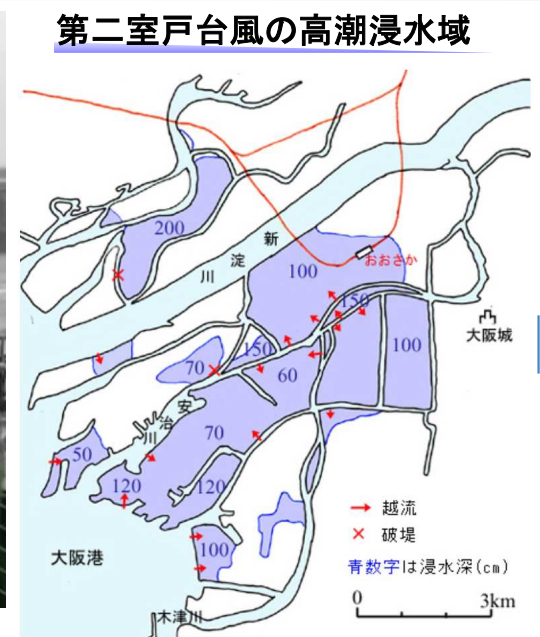 第二室戸台風の高潮浸水域
200
新
淀
川
100
おおさか
150
大阪城
100
150
70
60
安
治
川
70
50
120
120
100
大阪港
木津川
→ 越流
× 破堤
青数字は浸水深(cm)
0 3km